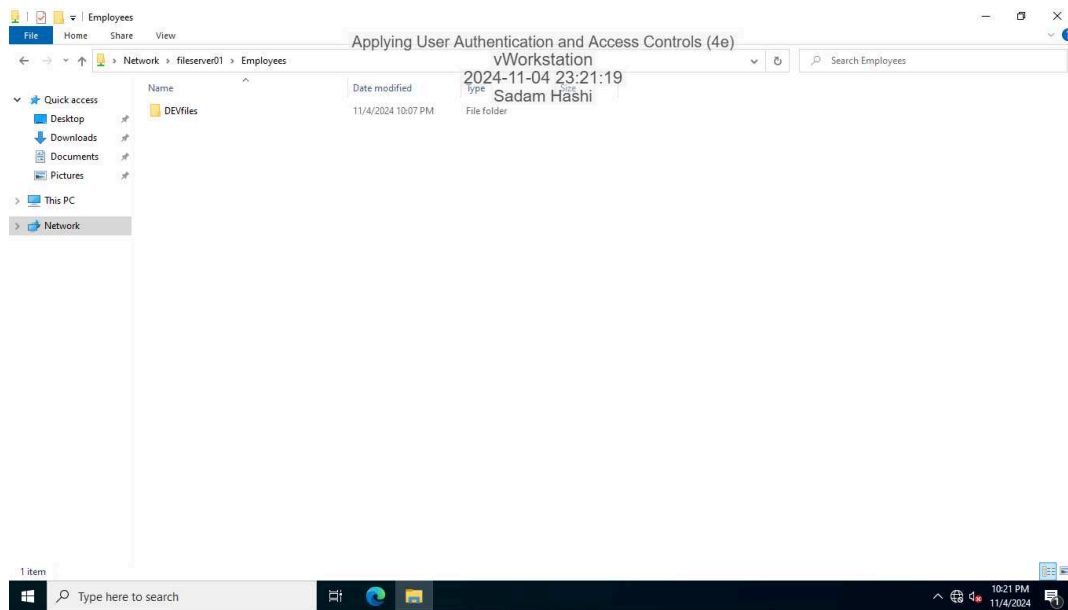 Employees
File Home Share View
Applying User Authentication and Access Controls (4e)
vWorkstation
2024-11-04 23:21:19
Sadam Hashi
Network › fileserver01 › Employees
Search Employees
Name Date modified Type Size
Quick access
DEVfiles 11/4/2024 10:07 PM File folder
Desktop
Downloads
Documents
Pictures
This PC
Network
1 item
Type here to search
10:21 PM
11/4/2024
1